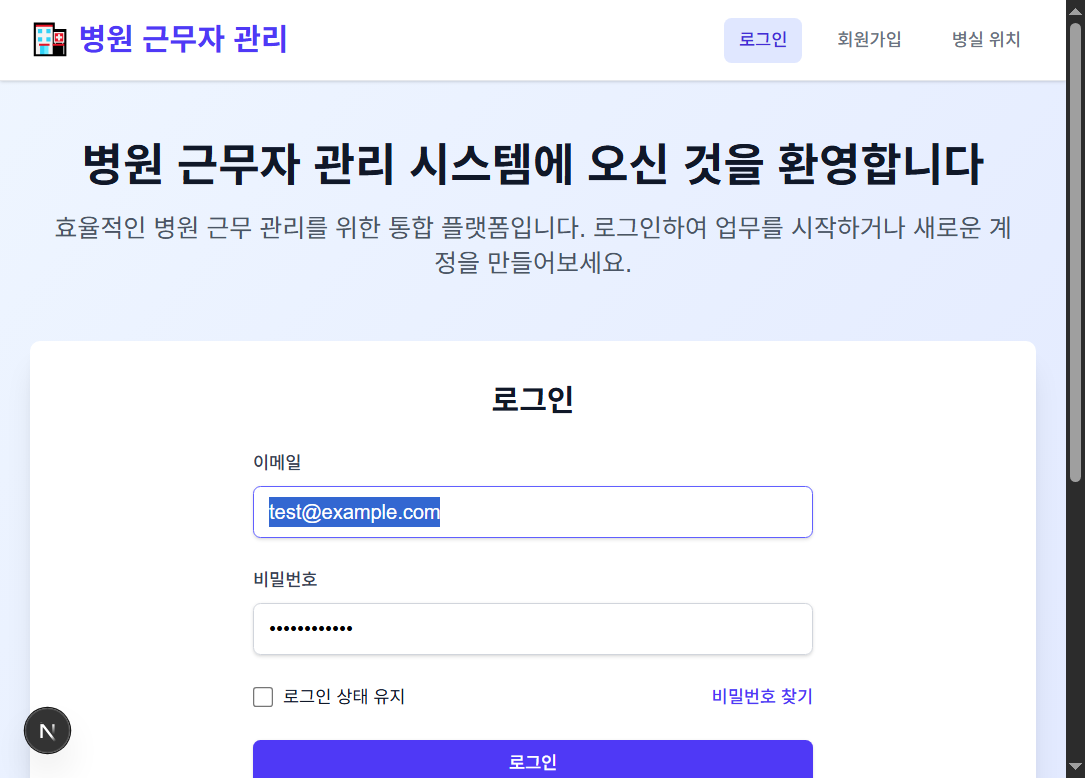 병원 근무자 관리
로그인
회원가입
병실 위치
병원 근무자 관리 시스템에 오신 것을 환영합니다
효율적인 병원 근무 관리를 위한 통합 플랫폼입니다. 로그인하여 업무를 시작하거나 새로운 계
정을 만들어보세요.
로그인
이메일
test@example.com
비밀번호
••••••••••••
로그인 상태 유지
비밀번호 찾기
N
로그인